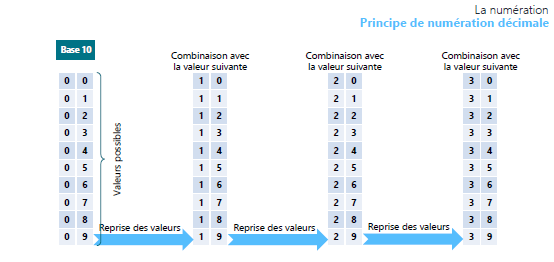 La numération
Principe de numération décimale
Base 10
Combinaison avec
la valeur suivante
Combinaison avec
la valeur suivante
Combinaison avec
la valeur suivante
0 0 1 0 2 0 3 0
0 1 1 1 2 1 3 1
0 2 1 2 2 2 3 2
0 3 1 3 2 3 3 3
0 4 1 4 2 4 3 4
0 5 1 5 2 5 3 5
0 6 1 6 2 6 3 6
0 7 1 7 2 7 3 7
0 8 1 8 2 8 3 8
0 9 1 9 2 9 3 9
Valeurs possibles
Reprise des valeurs
Reprise des valeurs
Reprise des valeurs